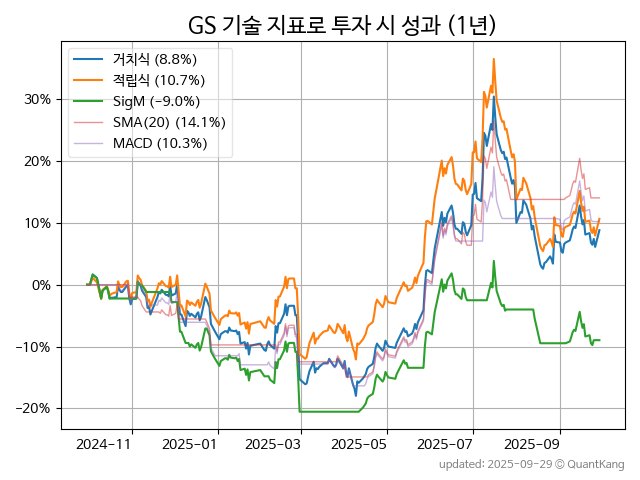 GS 기술 지표로 투자 시 성과 (1년)
거치식 (8.8%)
적립식 (10.7%)
SigM (−9.0%)
SMA(20) (14.1%)
MACD (10.3%)
30%
20%
10%
0%
−10%
−20%
2024-11 2025-01 2025-03 2025-05 2025-07 2025-09
updated: 2025-09-29 © QuantKang